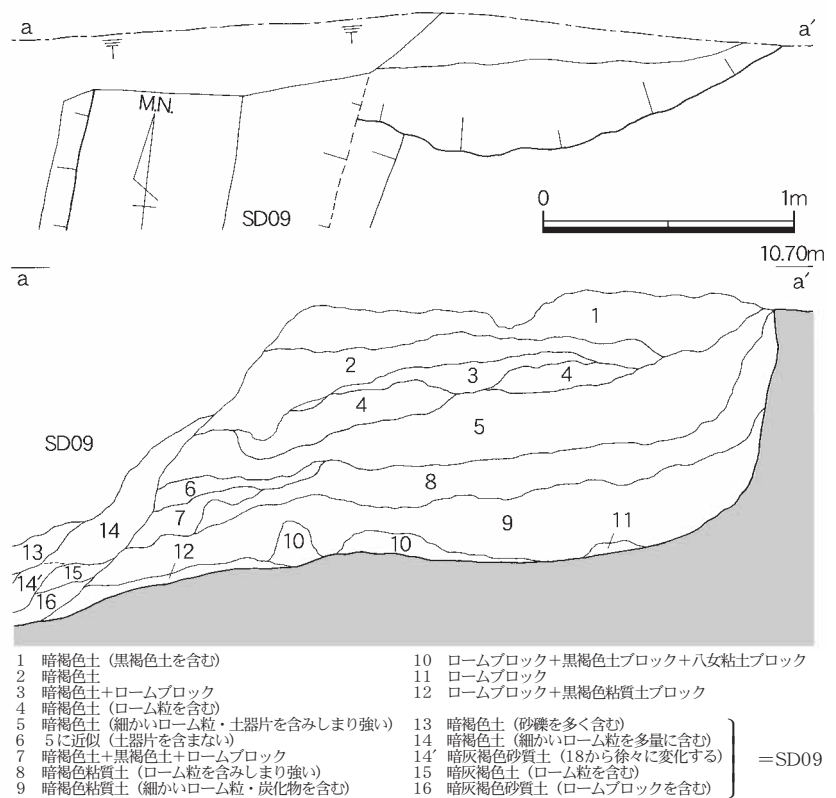 a a′
M.N.
SD09
0 1m
10.70m
a a′
1
2
3 4
4
5
SD09
6 8
7 9
14 10 10 11
13 12
14′ 15
16
1 暗褐色土（黒褐色土を含む）
2 暗褐色土
3 暗褐色土＋ロームブロック
4 暗褐色土（ローム粒を含む）
5 暗褐色土（細かいローム粒・土器片を含みしまり強い）
6 5に近似（土器片を含まない）
7 暗褐色土＋黒褐色土＋ロームブロック
8 暗褐色粘質土（ローム粒を含みしまり強い）
9 暗褐色粘質土（細かいローム粒・炭化物を含む）
10 ロームブロック＋黒褐色土ブロック＋八女粘土ブロック
11 ロームブロック
12 ロームブロック＋黒褐色粘質土ブロック
13 暗褐色土（砂礫を多く含む）
14 暗褐色土（細かいローム粒を多量に含む）
14′ 暗灰褐色砂質土（18から徐々に変化する）
15 暗灰褐色土（ローム粒を含む）
16 暗灰褐色砂質土（ロームブロックを含む）
＝SD09